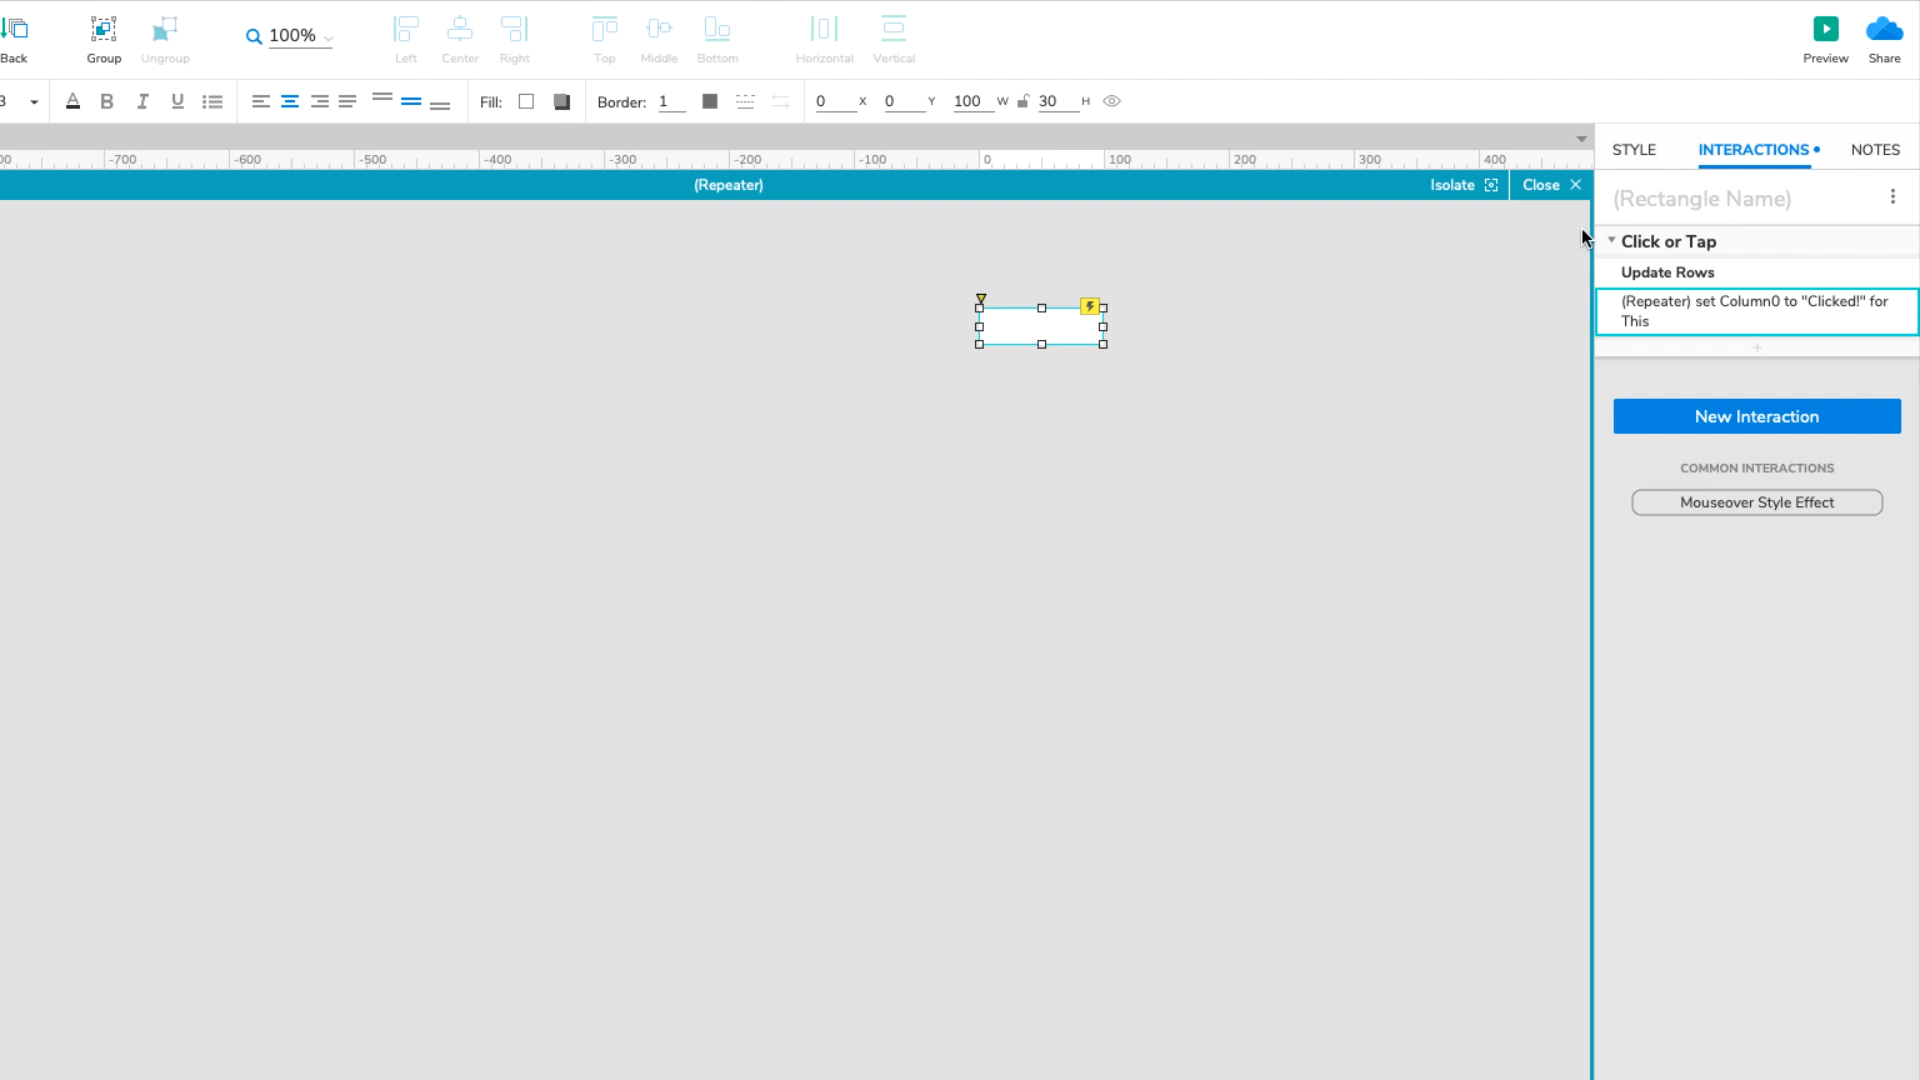 Back
Group
Ungroup
100%
Left
Center
Right
Top
Middle
Bottom
Horizontal
Vertical
Preview
Share
3
A B I U
Fill:
Border: 1
0 X 0 Y 100 W 30 H
00 -700 -600 -500 -400 -300 -200 -100 0 100 200 300 400
STYLE INTERACTIONS NOTES
(Repeater)
Isolate
Close
(Rectangle Name)
Click or Tap
Update Rows
(Repeater) set Column0 to "Clicked!" for
This
New Interaction
COMMON INTERACTIONS
Mouseover Style Effect